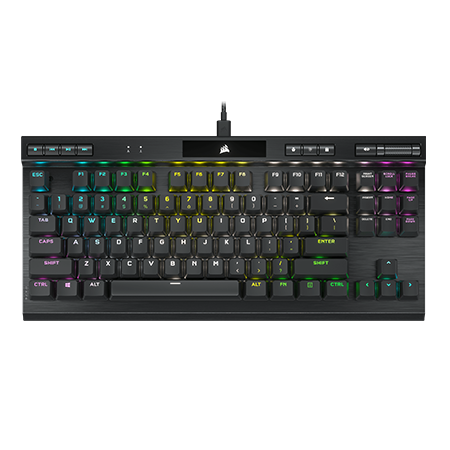 ESC F1 F2 F3 F4 F5 F6 F7 F8 F9 F10 F11 F12
1 2 3 4 5 6 7 8 9 0
TAB Q W E R T Y U I O P
CAPS A S D F G H J K L ENTER
SHIFT Z X C V B N M SHIFT
CTRL ALT ALT FN CTRL